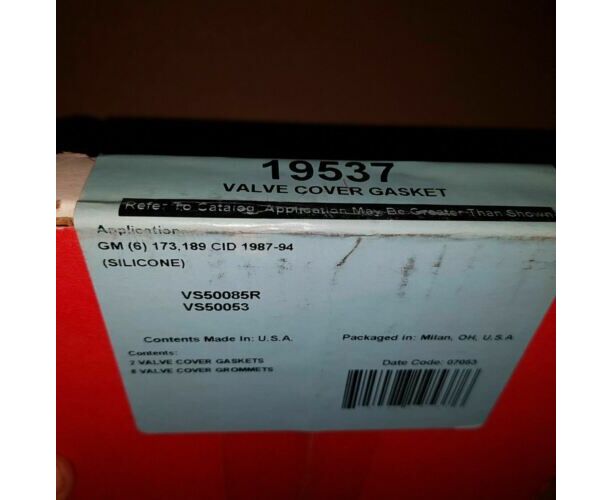 19537
VALVE COVER GASKET
Refer To Catalog, Application May Be Greater Than Shown
Application
GM (6) 173,189 CID 1987-94
(SILICONE)
VS50085R
VS50053
Contents Made In: U.S.A.
Packaged in: Milan, OH, U.S.A
Contents:
Date Code: 07053
2 VALVE COVER GASKETS
VALVE COVER GROMMETS